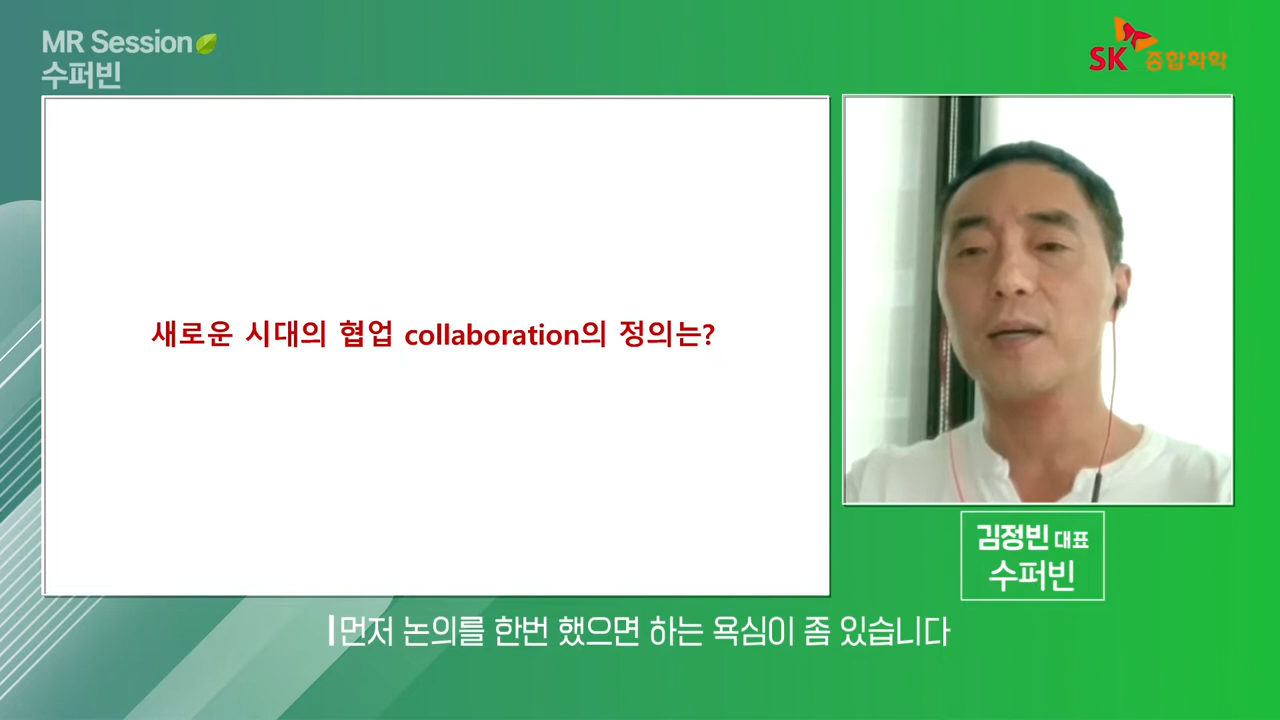 MR Session
수퍼빈
SK 종합화학
새로운 시대의 협업 collaboration의 정의는?
김정빈 대표
수퍼빈
먼저 논의를 한번 했으면 하는 욕심이 좀 있습니다